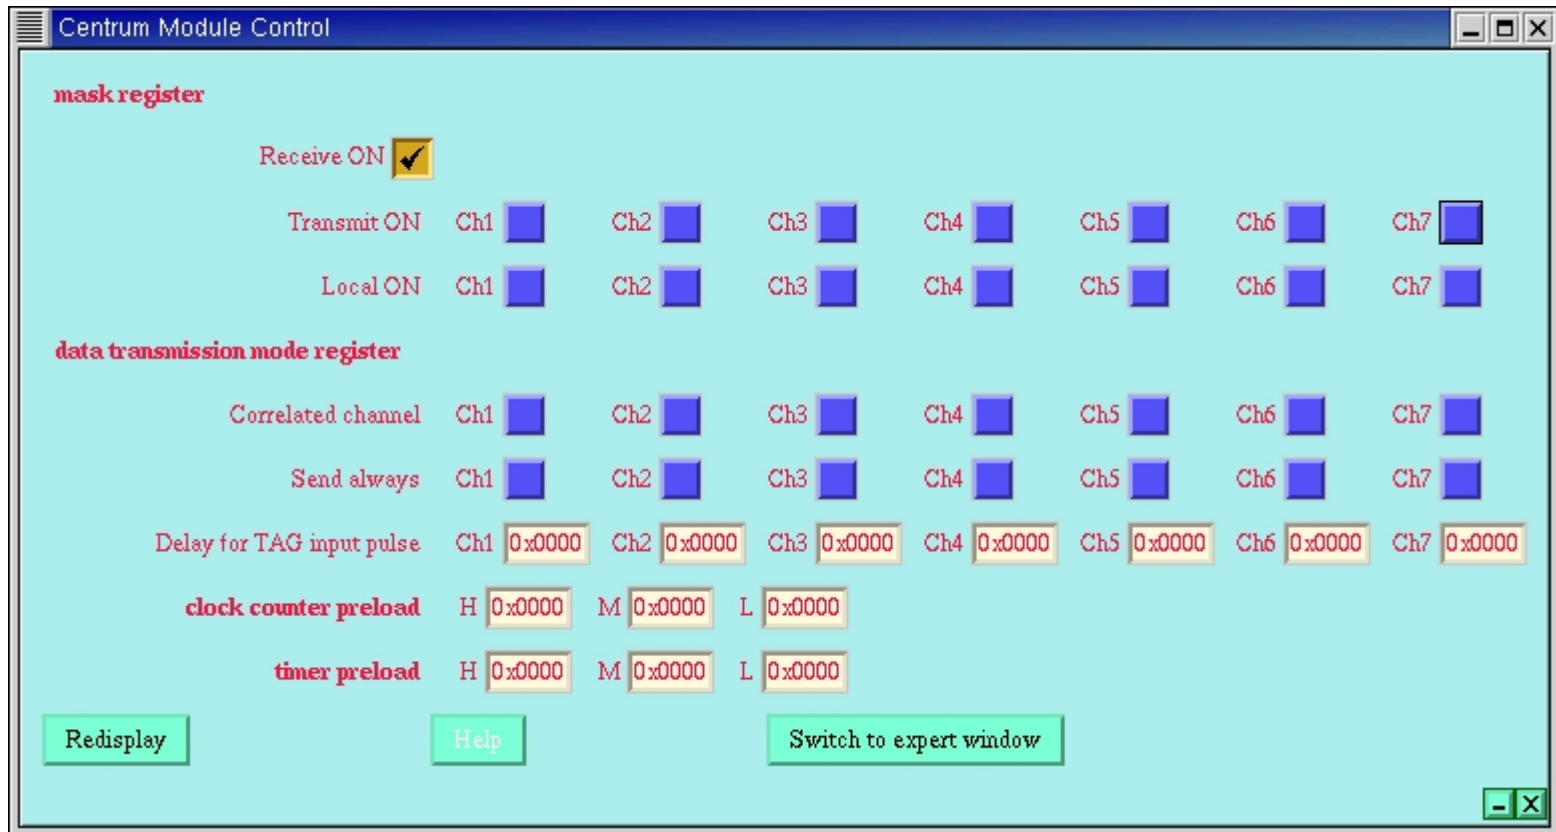 Centrum Module Control
mask register
Receive ON
Transmit ON Ch1 Ch2 Ch3 Ch4 Ch5 Ch6 Ch7
Local ON Ch1 Ch2 Ch3 Ch4 Ch5 Ch6 Ch7
data transmission mode register
Correlated channel Ch1 Ch2 Ch3 Ch4 Ch5 Ch6 Ch7
Send always Ch1 Ch2 Ch3 Ch4 Ch5 Ch6 Ch7
Delay for TAG input pulse Ch1 0x0000 Ch2 0x0000 Ch3 0x0000 Ch4 0x0000 Ch5 0x0000 Ch6 0x0000 Ch7 0x0000
clock counter preload H 0x0000 M 0x0000 L 0x0000
timer preload H 0x0000 M 0x0000 L 0x0000
Redisplay Help Switch to expert window